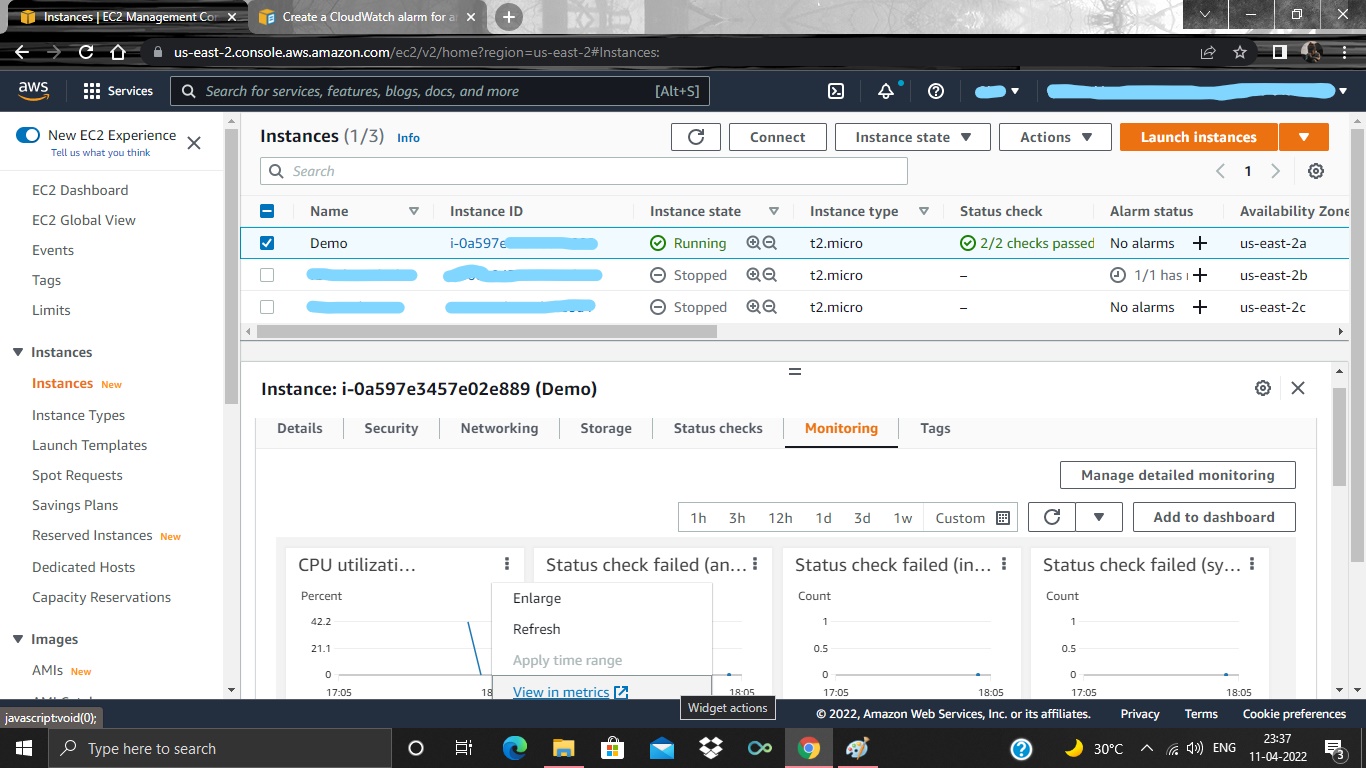 Instances | EC2 Management Co
Create a CloudWatch alarm for a
us-east-2.console.aws.amazon.com/ec2/v2/home?region=us-east-2#Instances:
aws
Services
Search for services, features, blogs, docs, and more
[Alt+S]
New EC2 Experience
Tell us what you think
EC2 Dashboard
EC2 Global View
Events
Tags
Limits
Instances
Instances New
Instance Types
Launch Templates
Spot Requests
Savings Plans
Reserved Instances New
Dedicated Hosts
Capacity Reservations
Images
AMIs New
Instances (1/3) Info
Connect
Instance state
Actions
Launch instances
Search
1
Name Instance ID Instance state Instance type Status check Alarm status Availability Zone
Demo i-0a597e Running t2.micro 2/2 checks passed No alarms + us-east-2a
Stopped t2.micro – 1/1 has + us-east-2b
Stopped t2.micro – No alarms + us-east-2c
Instance: i-0a597e3457e02e889 (Demo)
Details Security Networking Storage Status checks Monitoring Tags
Manage detailed monitoring
1h 3h 12h 1d 3d 1w Custom
Add to dashboard
CPU utilizati...
Percent
42.2
21.1
0
17:05 18
Enlarge
Refresh
Apply time range
View in metrics
Status check failed (an...
18:05
Widget actions
Status check failed (in...
Count
1
0.5
0
17:05 18:05
Status check failed (sy...
Count
1
0.5
0
17:05 18:05
javascript:void(0);
© 2022, Amazon Web Services, Inc. or its affiliates. Privacy Terms Cookie preferences
Type here to search
30°C
ENG
23:37
11-04-2022
3